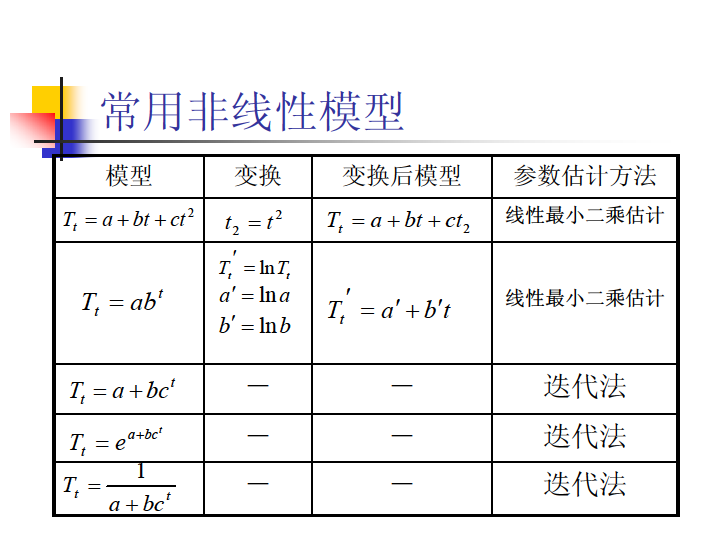 常用非线性模型
模型 变换 变换后模型 参数估计方法
T_t = a + bt + ct^2 t_2 = t^2 T_t = a + bt + ct_2 线性最小二乘估计
T_t = ab^t T_t′ = ln T_t a′ = ln a b′ = ln b T_t′ = a′ + b′t 线性最小二乘估计
T_t = a + bc^t — — 迭代法
T_t = e^{a+bc^t} — — 迭代法
T_t = \frac{1}{a + bc^t} — — 迭代法